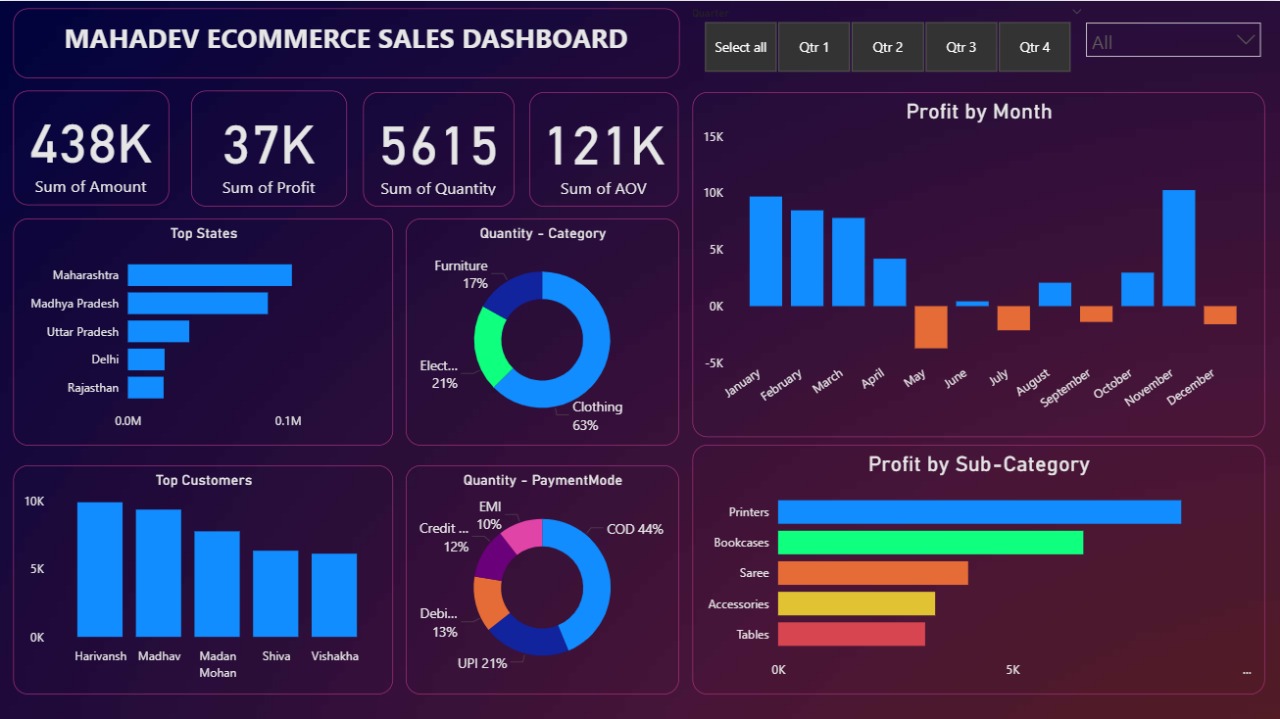 MAHADEV ECOMMERCE SALES DASHBOARD
Quarter
Select all
Qtr 1
Qtr 2
Qtr 3
Qtr 4
All
438K
Sum of Amount
37K
Sum of Profit
5615
Sum of Quantity
121K
Sum of AOV
Profit by Month
15K
10K
5K
0K
-5K
January
February
March
April
May
June
July
August
September
October
November
December
Top States
Maharashtra
Madhya Pradesh
Uttar Pradesh
Delhi
Rajasthan
0.0M
0.1M
Quantity - Category
Furniture
17%
Elect...
21%
Clothing
63%
Top Customers
10K
5K
0K
Harivansh
Madhav
Madan
Mohan
Shiva
Vishakha
Quantity - PaymentMode
EMI
10%
Credit ...
12%
COD 44%
Debi...
13%
UPI 21%
Profit by Sub-Category
Printers
Bookcases
Saree
Accessories
Tables
0K
5K
...